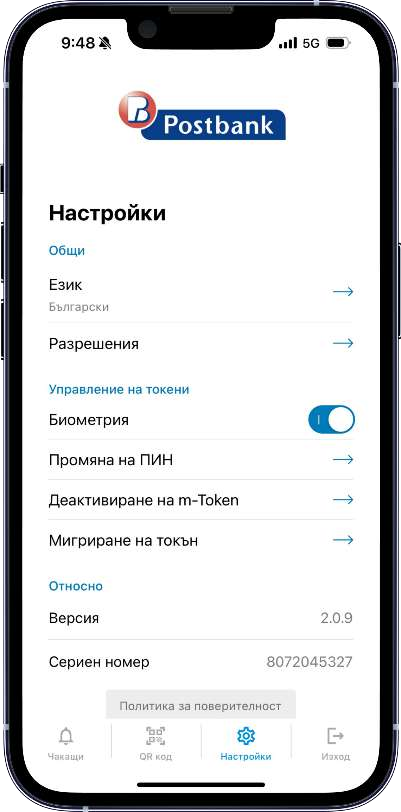 9:48 5G
Postbank
Настройки
Общи
Език
Български
Разрешения
Управление на токени
Биометрия
Промяна на ПИН
Деактивиране на m-Token
Мигриране на токън
Относно
Версия 2.0.9
Сериен номер 8072045327
Политика за поверителност
Чакащи QR код Настройки Изход